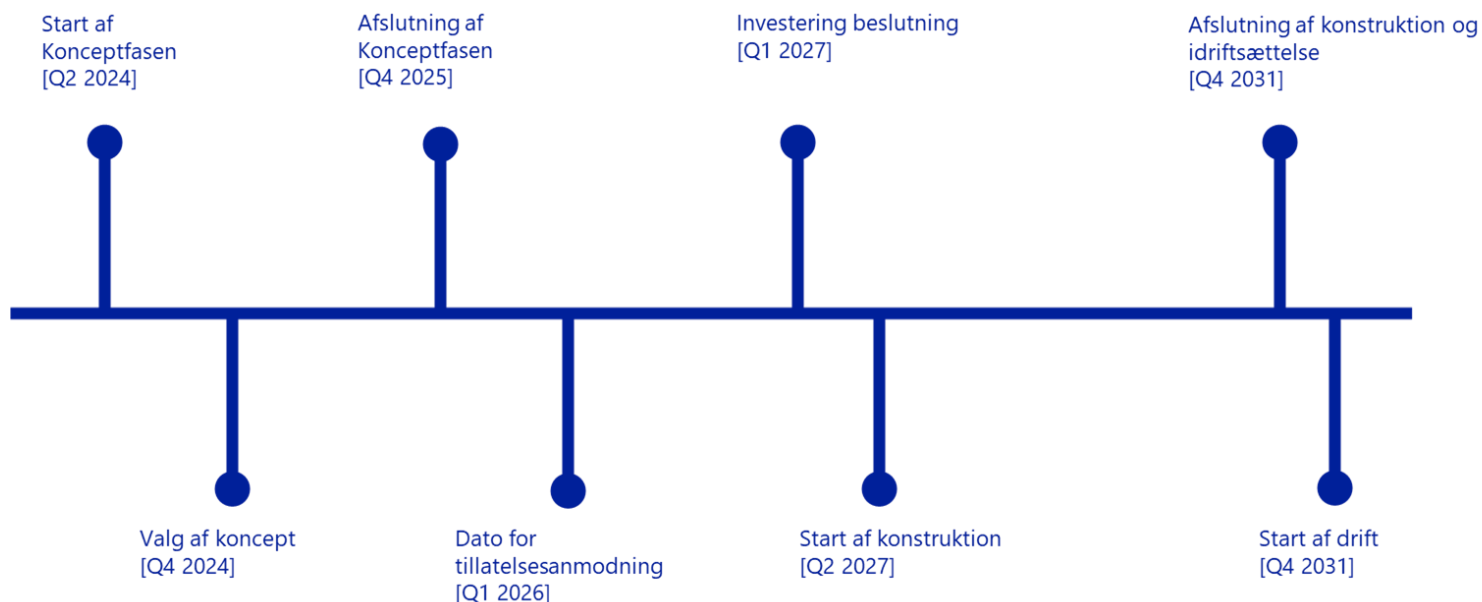 Start af
Konceptfasen
[Q2 2024]
Afslutning af
Konceptfasen
[Q4 2025]
Investering beslutning
[Q1 2027]
Afslutning af konstruktion og
idriftsættelse
[Q4 2031]
Valg af koncept
[Q4 2024]
Dato for
tillatelsesanmodning
[Q1 2026]
Start af konstruktion
[Q2 2027]
Start af drift
[Q4 2031]